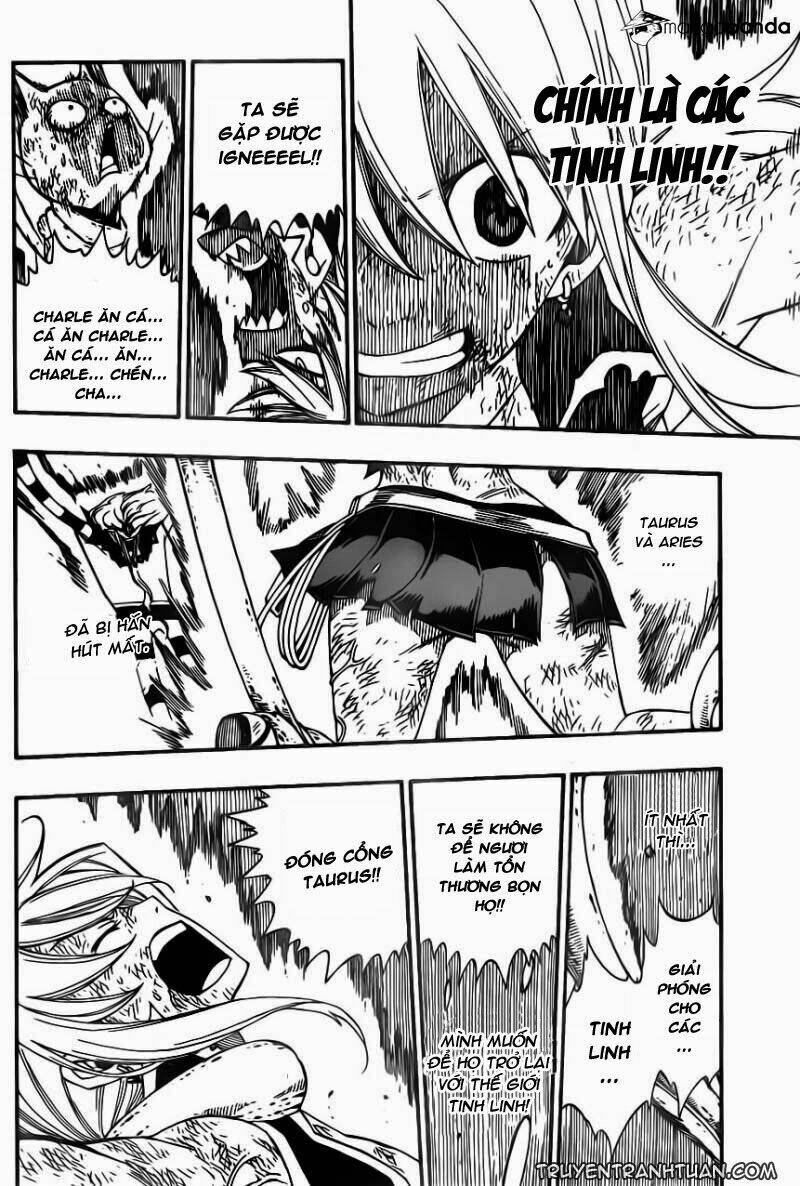 CHÍNH LÀ CÁC
TINH LINH!!
TA SẼ
GẶP ĐƯỢC
IGNEEEEL!!
CHARLE ĂN CÁ...
CÁ ĂN CHARLE...
ĂN CÁ... ĂN...
CHARLE... CHÉN...
CHA...
TAURUS
VÀ ARIES
...
ĐÃ BỊ HẮN
HÚT MẤT.
ÍT NHẤT
THÌ...
GIẢI
PHỐNG
CHO
CÁC
...
TINH
LINH
...
TA SẼ KHÔNG
ĐỂ NGƯƠI
LÀM TỔN
THƯƠNG BỌN
HỌ!!
MÌNH MUỐN
ĐỂ HỌ TRỞ LẠI
VỚI THẾ GIỚI
TINH LINH!
ĐÓNG CỔNG
TAURUS!!
TRUYENTRANHTUAN.COM